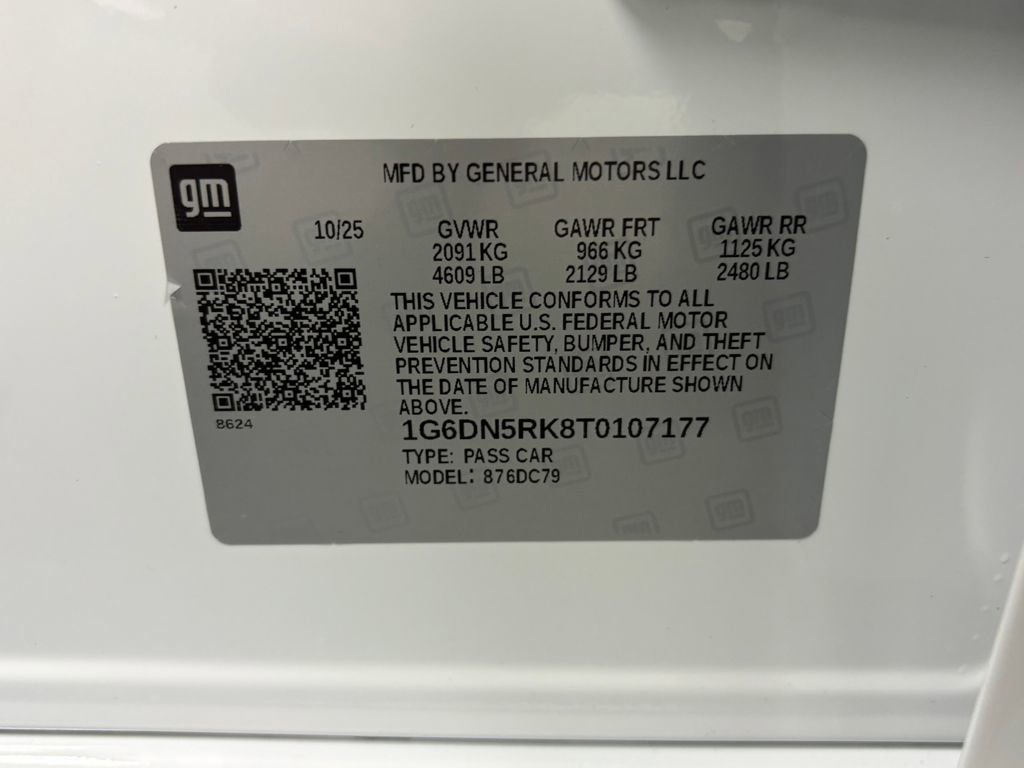 gm
MFD BY GENERAL MOTORS LLC
10/25 GVWR GAWR FRT GAWR RR
2091 KG 966 KG 1125 KG
4609 LB 2129 LB 2480 LB
THIS VEHICLE CONFORMS TO ALL
APPLICABLE U.S. FEDERAL MOTOR
VEHICLE SAFETY, BUMPER, AND THEFT
PREVENTION STANDARDS IN EFFECT ON
THE DATE OF MANUFACTURE SHOWN
ABOVE.
8624
1G6DN5RK8T0107177
TYPE: PASS CAR
MODEL: 876DC79